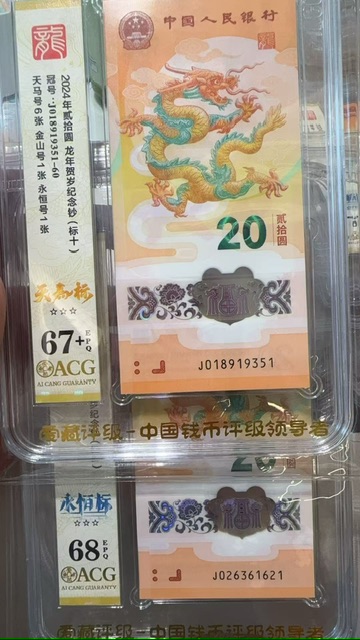 龍
2024年贰拾圆 龙年贺岁纪念钞(标十)
冠号:J018919351-60
天马号6张 金山号1张 永恒号1张
天马标
☆☆☆
67+
EPQ
ACG
AI CANG GUARANTY
中国人民银行
20
贰拾圆
福
J018919351
爱藏评级-中国钱币评级领导者
永恒标
☆☆☆
68
EPQ
ACG
AI CANG GUARANTY
20
福
J026361621
爱藏评级-中国钱币评级领导者